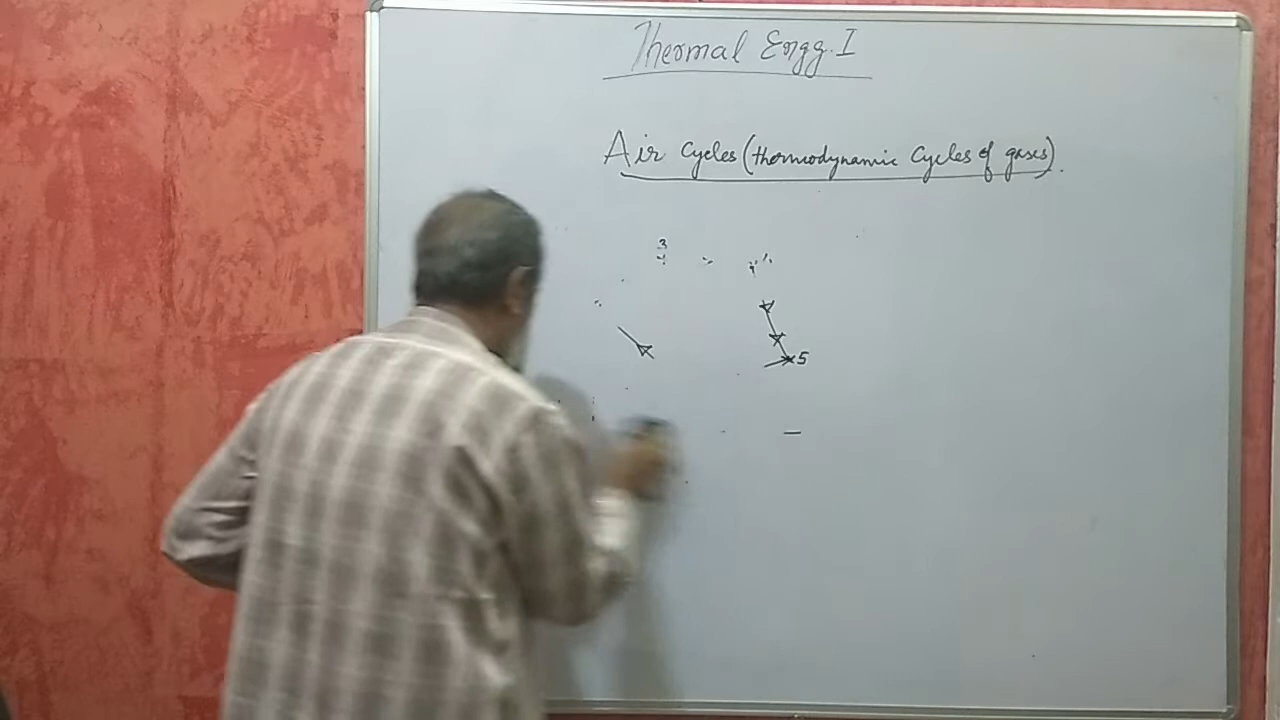 Thermal Engg. I
Air Cycles (thermodynamic Cycles of gases).
3
5